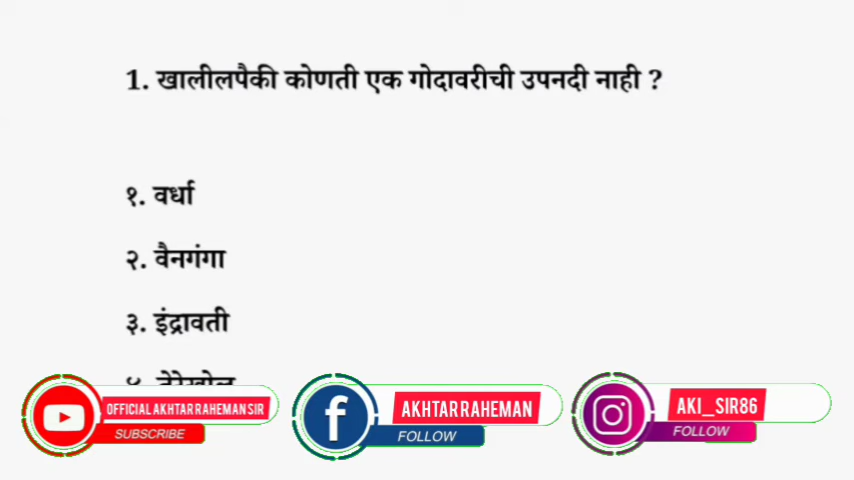 1. खालीलपैकी कोणती एक गोदावरीची उपनदी नाही ?
१. वर्धा
२. वैनगंगा
३. इंद्रावती
४. तेरेखोल
OFFICIAL AKHTAR RAHEMAN SIR
SUBSCRIBE
AKHTAR RAHEMAN
FOLLOW
AKI_SIR86
FOLLOW